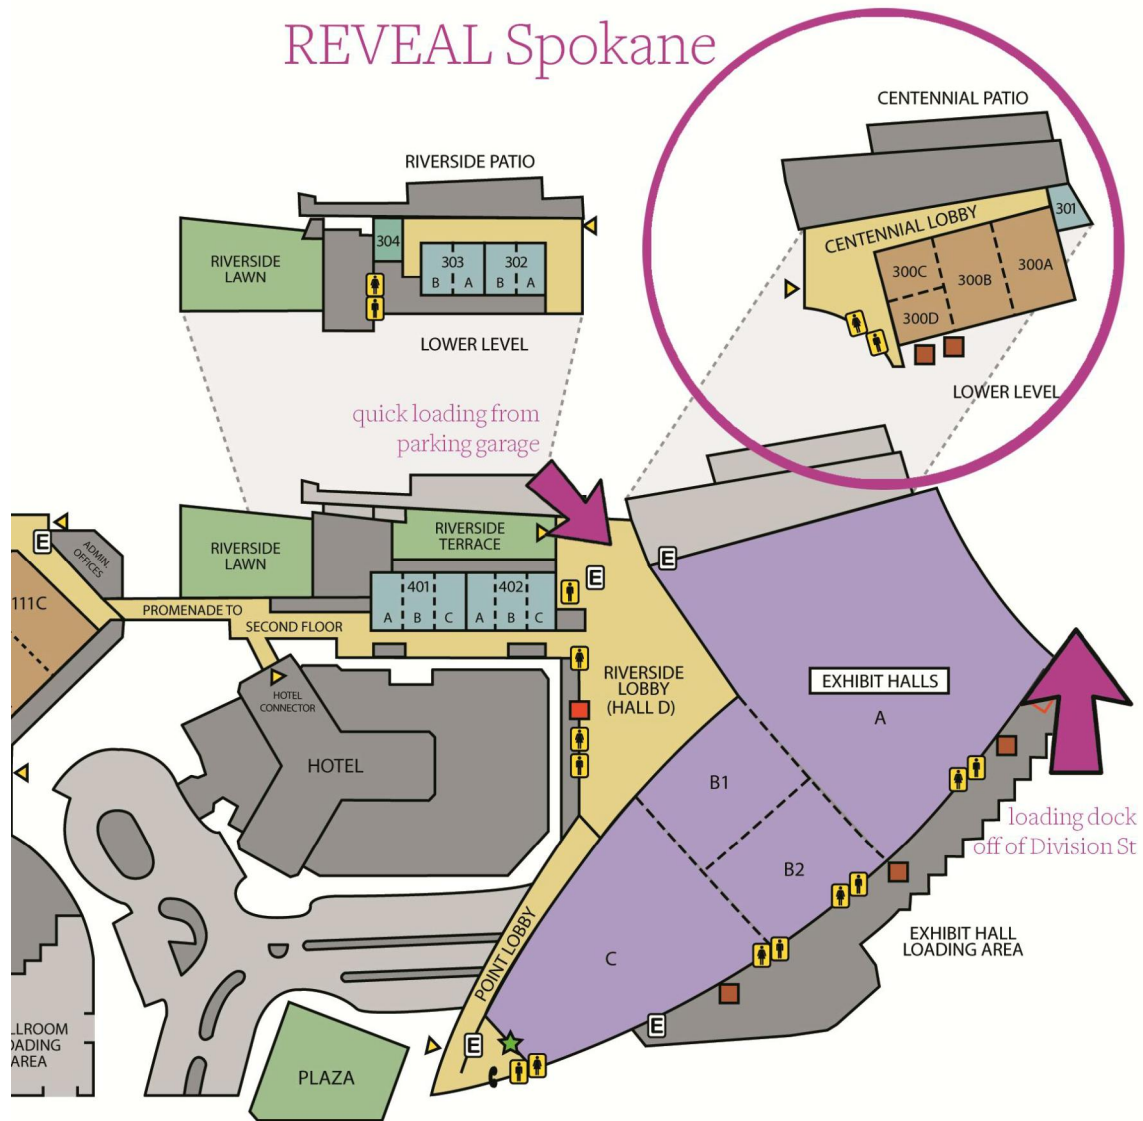 REVEAL Spokane
CENTENNIAL PATIO
RIVERSIDE PATIO
301
CENTENNIAL LOBBY
304
RIVERSIDE
LAWN
303
302
B
A
B
A
300C
300B
300A
300D
LOWER LEVEL
LOWER LEVEL
quick loading from
parking garage
RIVERSIDE
TERRACE
E
ADMIN.
OFFICES
RIVERSIDE
LAWN
E
E
111C
401
402
A
B
C
A
B
C
PROMENADE TO
SECOND FLOOR
RIVERSIDE
LOBBY
(HALL D)
EXHIBIT HALLS
A
HOTEL
CONNECTOR
HOTEL
B1
loading dock
off of Division St
B2
EXHIBIT HALL
LOADING AREA
POINT LOBBY
C
E
E
LLROOM
OADING
AREA
PLAZA